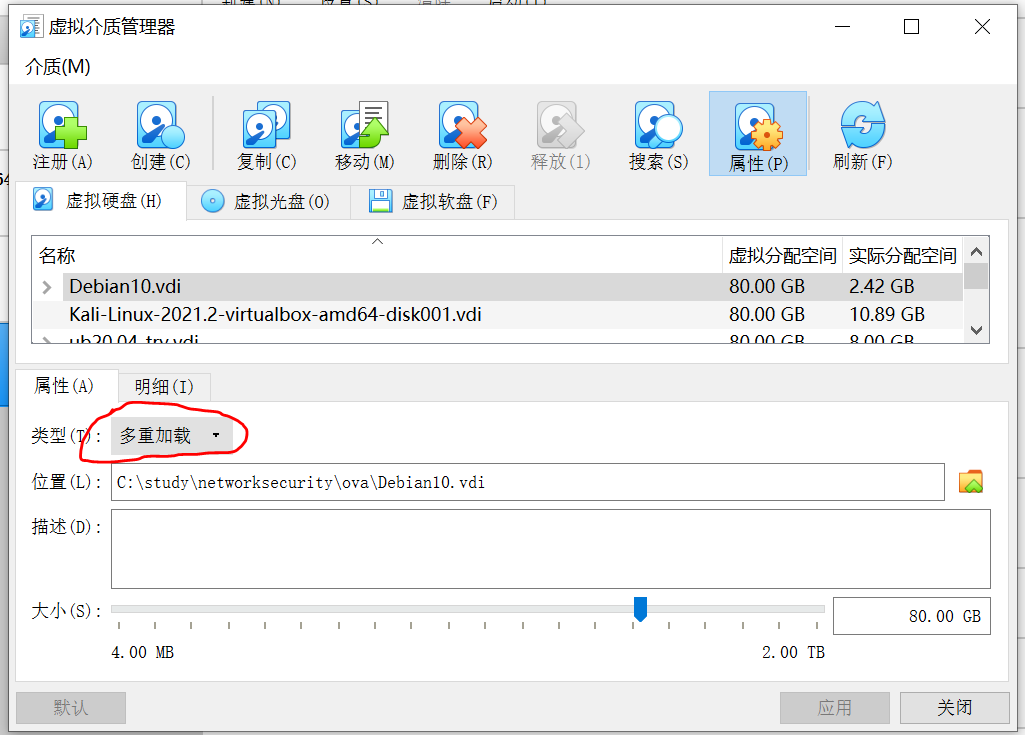 虚拟介质管理器
介质(M)
注册(A) 创建(C) 复制(C) 移动(M) 删除(R) 释放(l) 搜索(S) 属性(P) 刷新(F)
虚拟硬盘(H) 虚拟光盘(O) 虚拟软盘(F)
名称 虚拟分配空间 实际分配空间
Debian10.vdi 80.00 GB 2.42 GB
Kali-Linux-2021.2-virtualbox-amd64-disk001.vdi 80.00 GB 10.89 GB
ub20.04-try.vdi 80.00 GB 8.00 GB
属性(A) 明细(I)
类型(T): 多重加载
位置(L): C:\study\networksecurity\ova\Debian10.vdi
描述(D):
大小(S): 80.00 GB
4.00 MB 2.00 TB
默认 应用 关闭